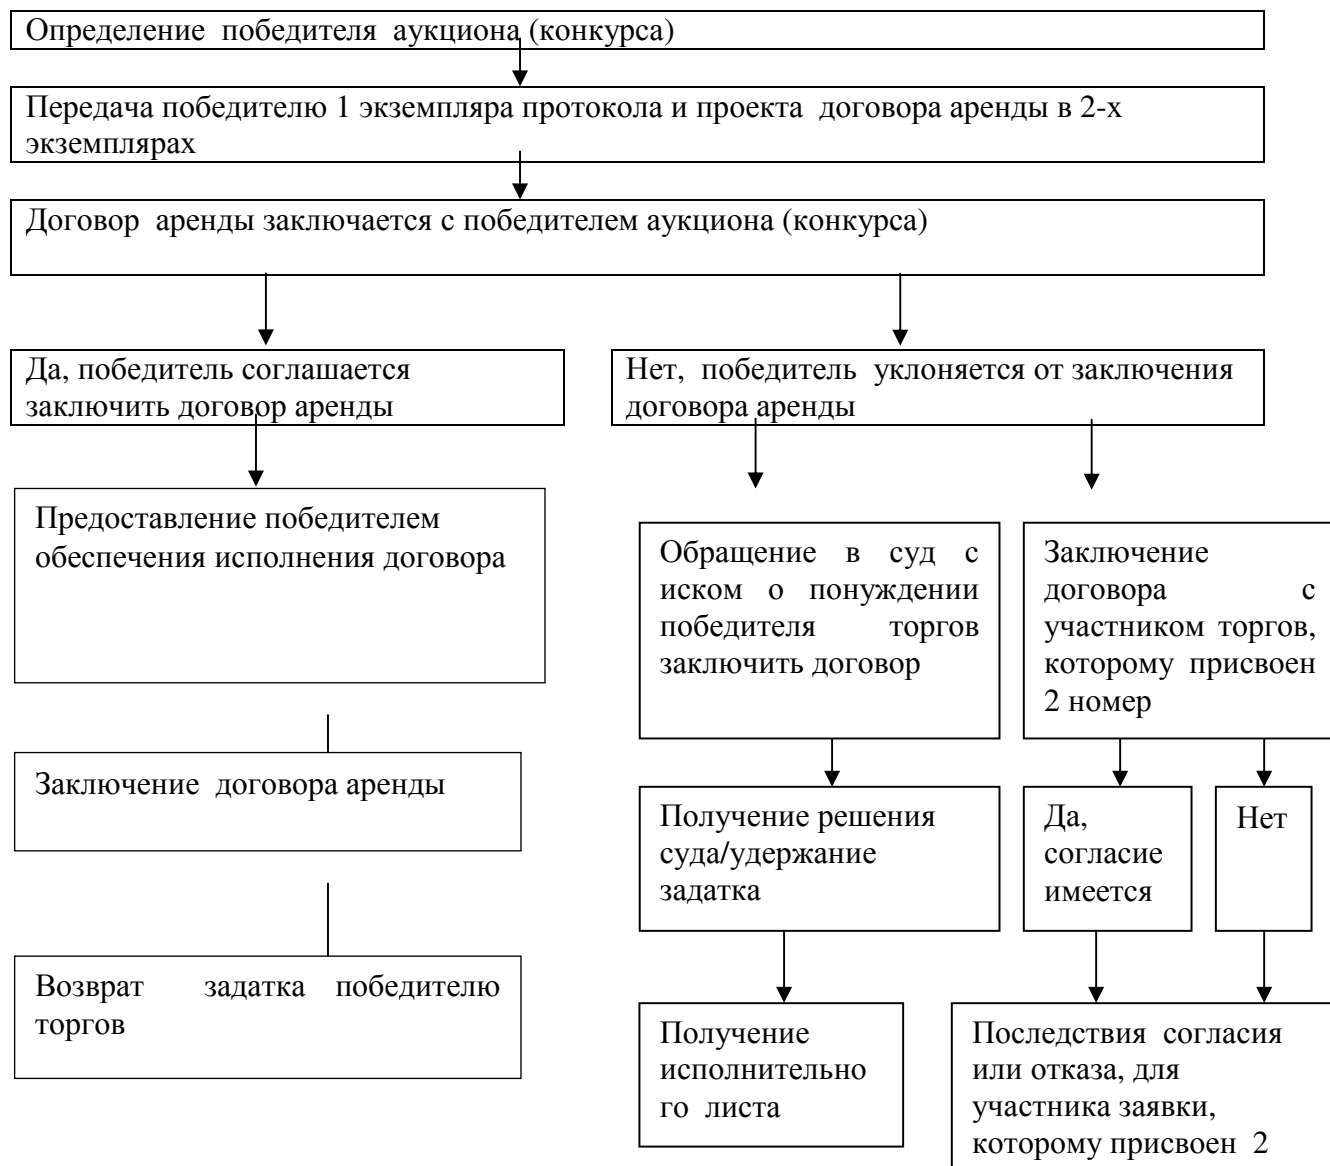 Определение победителя аукциона (конкурса)
Передача победителю 1 экземпляра протокола и проекта договора аренды в 2-х
экземплярах
Договор аренды заключается с победителем аукциона (конкурса)
Да, победитель соглашается
заключить договор аренды
Нет, победитель уклоняется от заключения
договора аренды
Предоставление победителем
обеспечения исполнения договора
Обращение в суд с
иском о понуждении
победителя торгов
заключить договор
Заключение
договора с
участником торгов,
которому присвоен
2 номер
Заключение договора аренды
Получение решения
суда/удержание
задатка
Да,
согласие
имеется
Нет
Возврат задатка победителю
торгов
Получение
исполнительно
го листа
Последствия согласия
или отказа, для
участника заявки,
которому присвоен 2